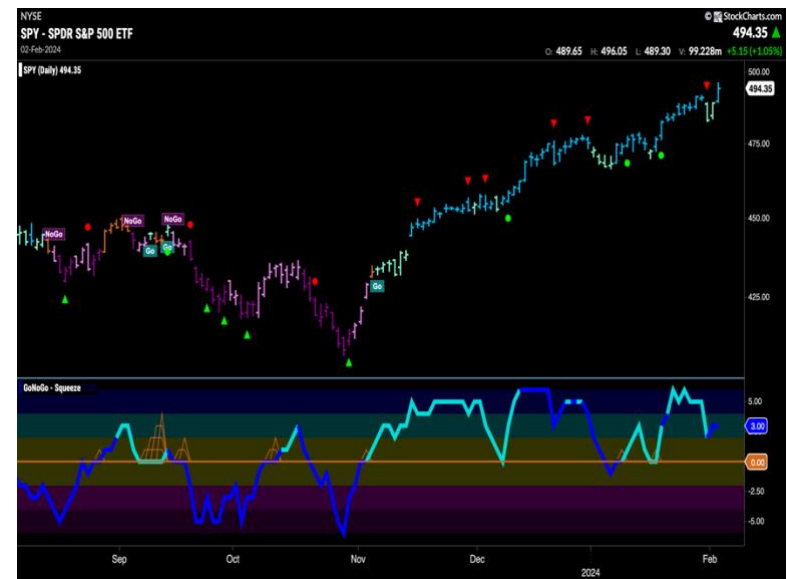 NYSE
© StockCharts.com
SPY - SPDR S&P 500 ETF
494.35
02-Feb-2024
O: 489.65 H: 496.05 L: 489.30 V: 99.228m +5.15 (+1.05%)
SPY (Daily) 494.35
500.00
494.35
475.00
450.00
NoGo
NoGo
NoGo
Go
Go
Go
425.00
GoNoGo - Squeeze
5.00
3.00
0.00
-2.50
-5.00
Sep Oct Nov Dec Feb
2024